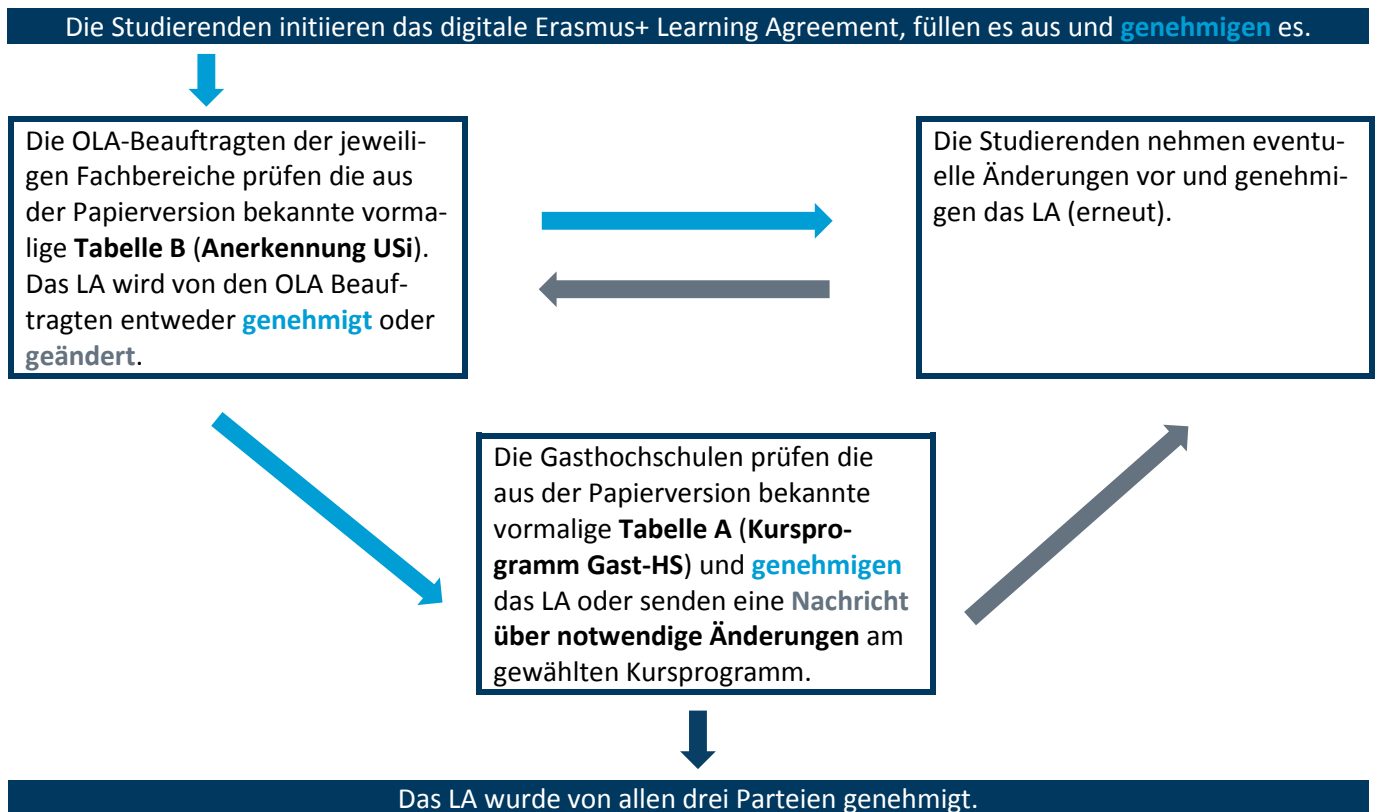 Die Studierenden initiieren das digitale Erasmus+ Learning Agreement, füllen es aus und genehmigen es.
Die OLA-Beauftragten der jeweili-
gen Fachbereiche prüfen die aus
der Papierversion bekannte vorma-
lige Tabelle B (Anerkennung USi).
Das LA wird von den OLA Beauf-
tragten entweder genehmigt oder
geändert.
Die Studierenden nehmen eventu-
elle Änderungen vor und genehmi-
gen das LA (erneut).
Die Gasthochschulen prüfen die
aus der Papierversion bekannte
vormalige Tabelle A (Kurspro-
gramm Gast-HS) und genehmigen
das LA oder senden eine Nachricht
über notwendige Änderungen am
gewählten Kursprogramm.
Das LA wurde von allen drei Parteien genehmigt.